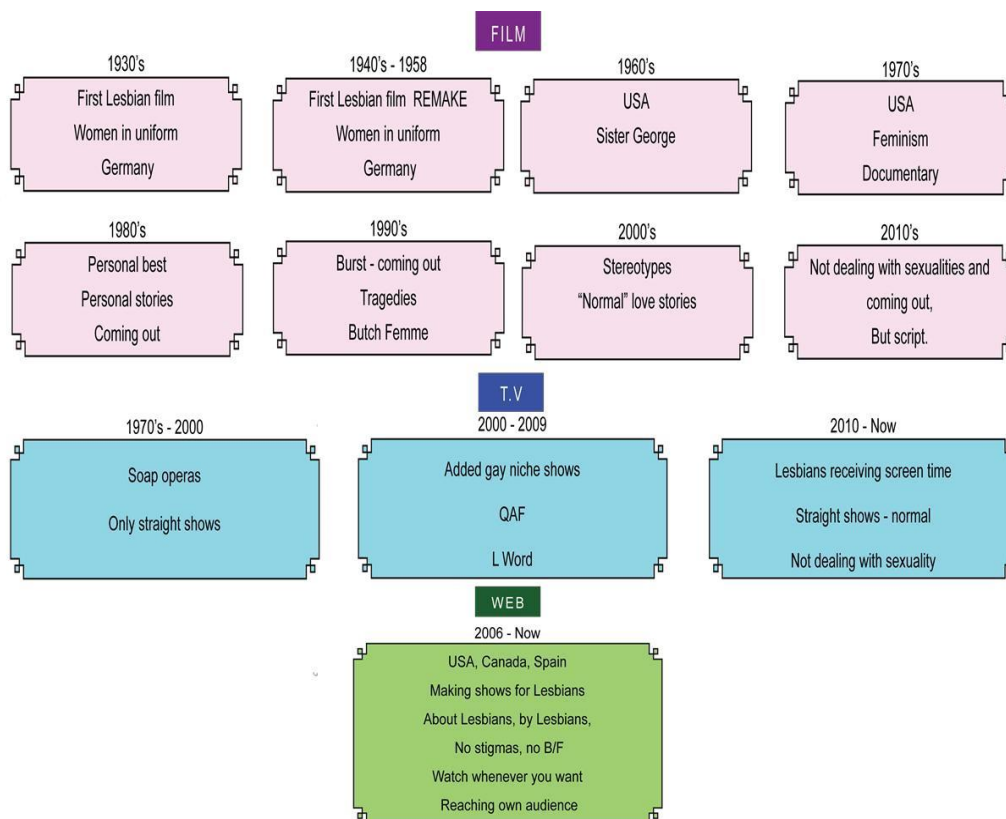 FILM
1930's
First Lesbian film
Women in uniform
Germany
1940's - 1958
First Lesbian film REMAKE
Women in uniform
Germany
1960's
USA
Sister George
1970's
USA
Feminism
Documentary
1980's
Personal best
Personal stories
Coming out
1990's
Burst - coming out
Tragedies
Butch Femme
2000's
Stereotypes
“Normal” love stories
2010's
Not dealing with sexualities and
coming out,
But script.
T.V
1970's - 2000
Soap operas
Only straight shows
2000 - 2009
Added gay niche shows
QAF
L Word
2010 - Now
Lesbians receiving screen time
Straight shows - normal
Not dealing with sexuality
WEB
2006 - Now
USA, Canada, Spain
Making shows for Lesbians
About Lesbians, by Lesbians,
No stigmas, no B/F
Watch whenever you want
Reaching own audience